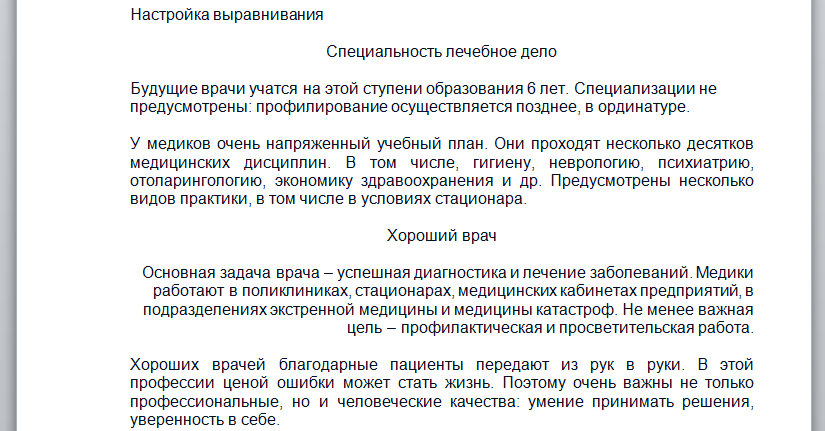 Настройка выравнивания
Специальность лечебное дело
Будущие врачи учатся на этой ступени образования 6 лет. Специализации не
предусмотрены: профилирование осуществляется позднее, в ординатуре.
У медиков очень напряженный учебный план. Они проходят несколько десятков
медицинских дисциплин. В том числе, гигиену, неврологию, психиатрию,
отоларингологию, экономику здравоохранения и др. Предусмотрены несколько
видов практики, в том числе в условиях стационара.
Хороший врач
Основная задача врача – успешная диагностика и лечение заболеваний. Медики
работают в поликлиниках, стационарах, медицинских кабинетах предприятий, в
подразделениях экстренной медицины и медицины катастроф. Не менее важная
цель – профилактическая и просветительская работа.
Хороших врачей благодарные пациенты передают из рук в руки. В этой
профессии ценой ошибки может стать жизнь. Поэтому очень важны не только
профессиональные, но и человеческие качества: умение принимать решения,
уверенность в себе.